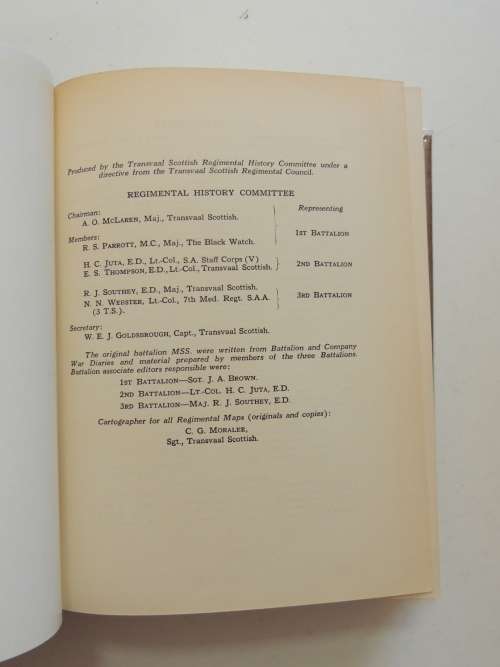 Produced by the Transvaal Scottish Regimental History Committee under a
directive from the Transvaal Scottish Regimental Council.
REGIMENTAL HISTORY COMMITTEE
Chairman:
A. O. MCLAREN, Maj., Transvaal Scottish.
Representing
Members:
R. S. PARROTT, M.C., Maj., The Black Watch.
1ST BATTALION
H. C. JUTA, E.D., Lt.-Col., S.A. Staff Corps (V)
E. S. THOMPSON, E.D., Lt.-Col., Transvaal Scottish.
2ND BATTALION
R. J. SOUTHEY, E.D., Maj., Transvaal Scottish.
N. N. WEBSTER, Lt.-Col., 7th Med. Regt. S.A.A.
(3 T.S.).
3RD BATTALION
Secretary:
W. E. J. GOLDSBROUGH, Capt., Transvaal Scottish.
The original battalion MSS. were written from Battalion and Company
War Diaries and material prepared by members of the three Battalions.
Battalion associate editors responsible were:
1ST BATTALION—SGT. J. A. BROWN.
2ND BATTALION—LT.-COL. H. C. JUTA, E.D.
3RD BATTALION—MAJ. R. J. SOUTHEY, E.D.
Cartographer for all Regimental Maps (originals and copies):
C. G. MORALEE,
Sgt., Transvaal Scottish.